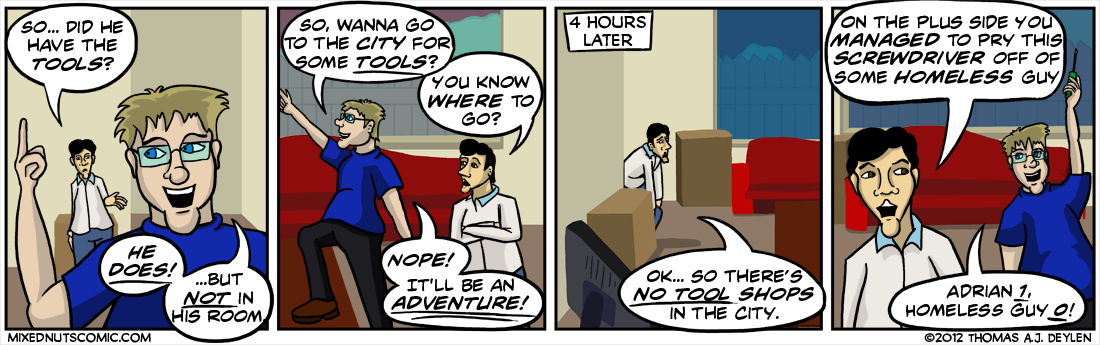 SO... DID HE
HAVE THE
TOOLS?
HE
DOES!
...BUT
NOT IN
HIS ROOM
SO, WANNA GO
TO THE CITY FOR
SOME TOOLS?
YOU KNOW
WHERE TO
GO?
NOPE!
IT'LL BE AN
ADVENTURE!
4 HOURS
LATER
OK... SO THERE'S
NO TOOL SHOPS
IN THE CITY.
ON THE PLUS SIDE YOU
MANAGED TO PRY THIS
SCREWDRIVER OFF OF
SOME HOMELESS GUY
ADRIAN 1,
HOMELESS GUY 0!
MIXEDNUTSCOMIC.COM
©2012 THOMAS A.J. DEYLEN